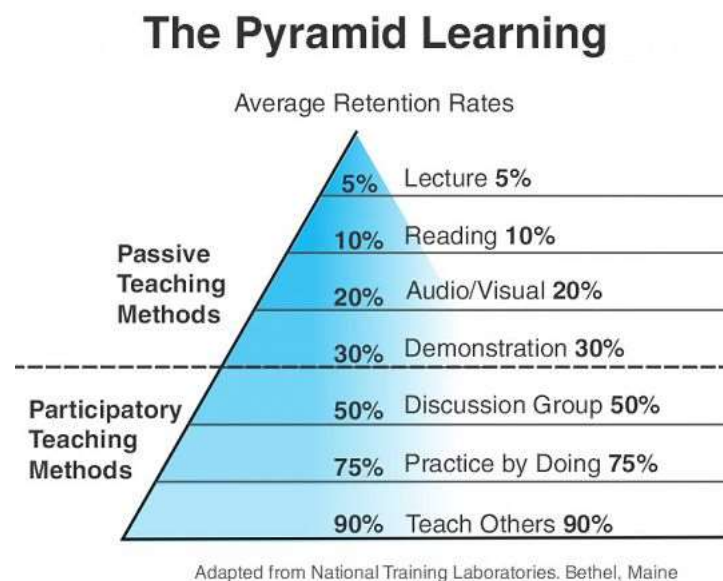 The Pyramid Learning
Average Retention Rates
5% Lecture 5%
10% Reading 10%
Passive
Teaching
Methods
20% Audio/Visual 20%
30% Demonstration 30%
Participatory
Teaching
Methods
50% Discussion Group 50%
75% Practice by Doing 75%
90% Teach Others 90%
Adapted from National Training Laboratories. Bethel, Maine